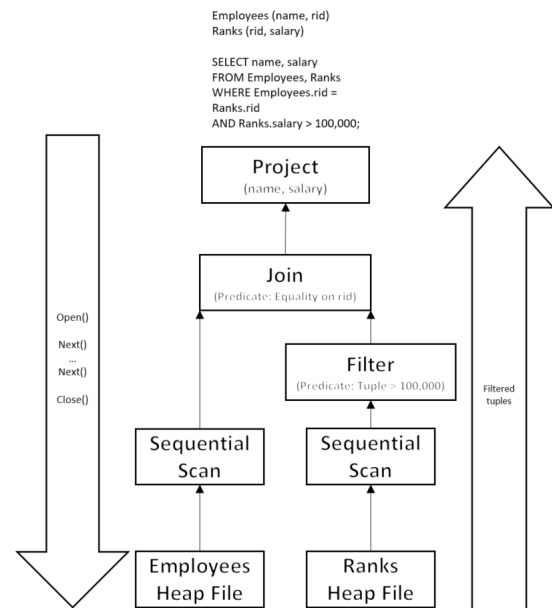 Employees (name, rid)
Ranks (rid, salary)
SELECT name, salary
FROM Employees, Ranks
WHERE Employees.rid =
Ranks.rid
AND Ranks.salary > 100,000;
Project
(name, salary)
Join
(Predicate: Equality on rid)
Open()
Next()
...
Next()
Close()
Filter
(Predicate: Tuple > 100,000)
Filtered
tuples
Sequential
Scan
Sequential
Scan
Employees
Heap File
Ranks
Heap File